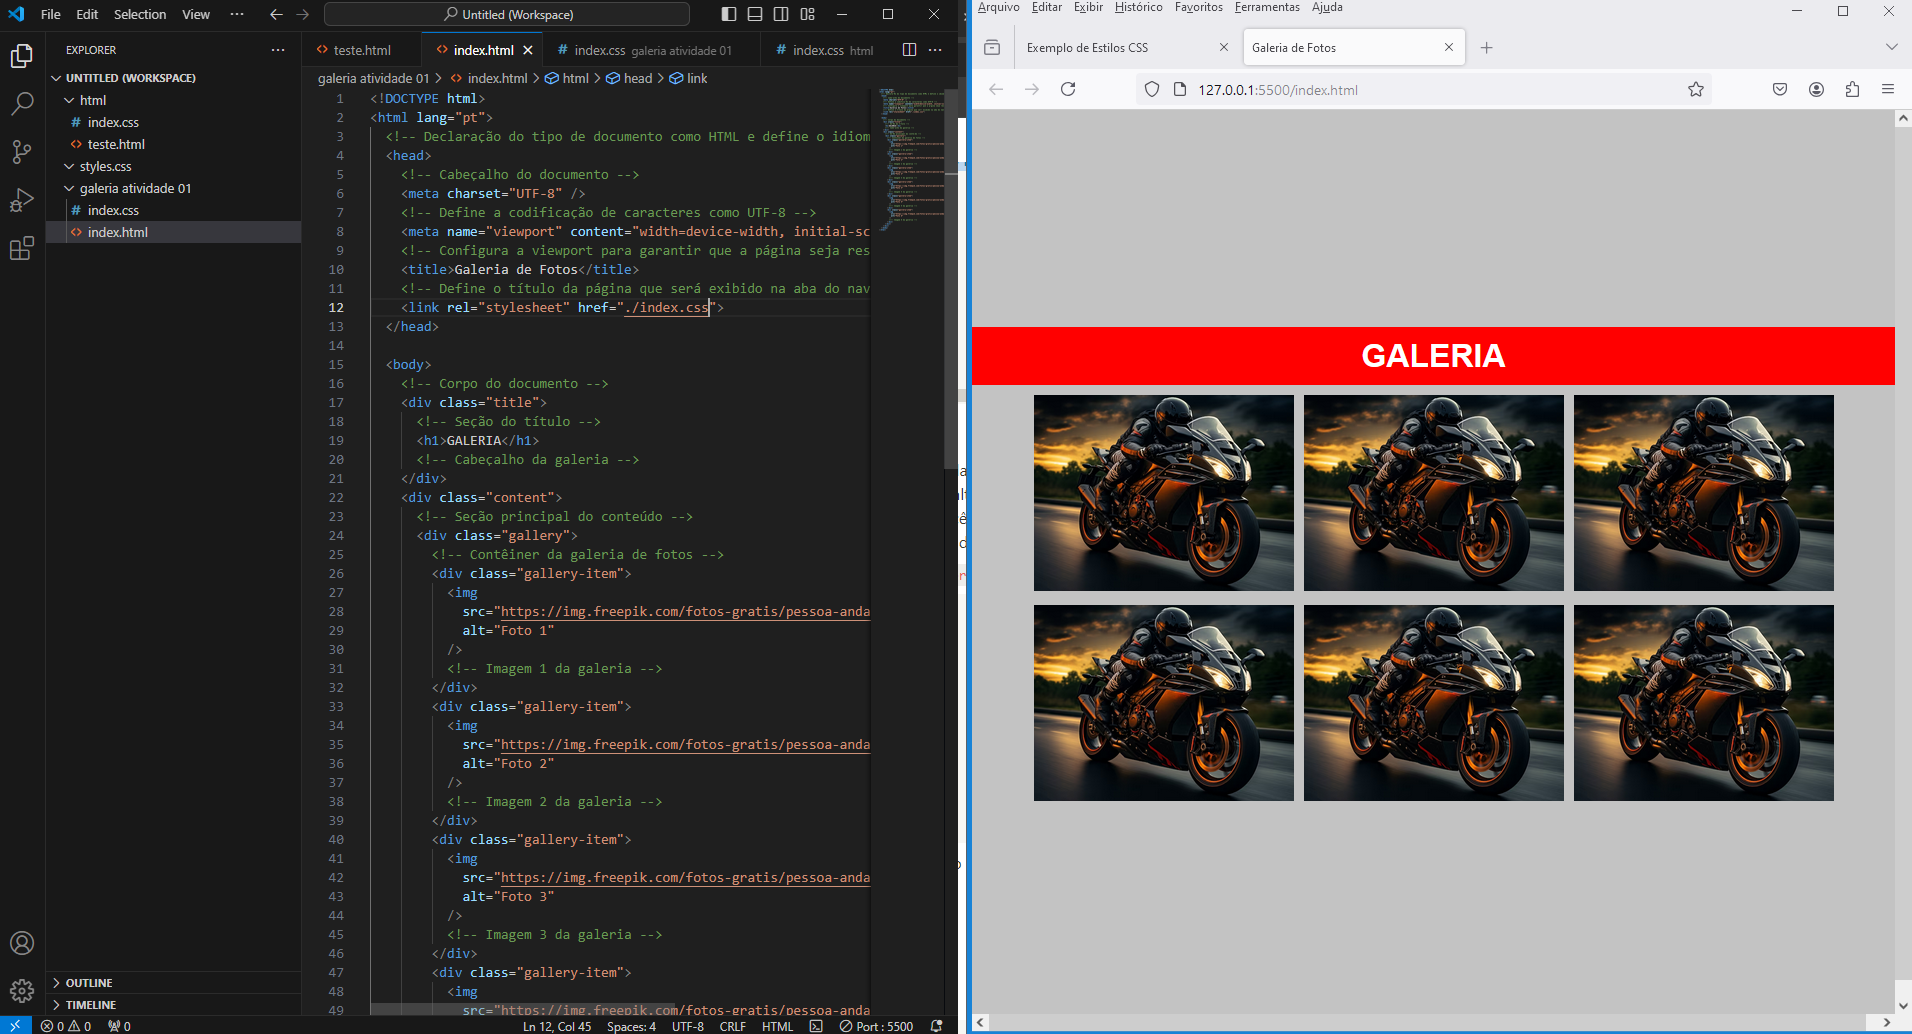 File Edit Selection View ··· Untitled (Workspace)
EXPLORER ···
UNTITLED (WORKSPACE)
html
# index.css
<> teste.html
styles.css
galeria atividade 01
# index.css
<> index.html
OUTLINE
TIMELINE
<> teste.html <> index.html # index.css galeria atividade 01 # index.css html ···
galeria atividade 01 > <> index.html > html > head > link
1 <!DOCTYPE html>
2 <html lang="pt">
3 <!-- Declaração do tipo de documento como HTML e define o idiom
4 <head>
5 <!-- Cabeçalho do documento -->
6 <meta charset="UTF-8" />
7 <!-- Define a codificação de caracteres como UTF-8 -->
8 <meta name="viewport" content="width=device-width, initial-sc
9 <!-- Configura a viewport para garantir que a página seja res
10 <title>Galeria de Fotos</title>
11 <!-- Define o título da página que será exibido na aba do nav
12 <link rel="stylesheet" href="./index.css">
13 </head>
14
15 <body>
16 <!-- Corpo do documento -->
17 <div class="title">
18 <!-- Seção do título -->
19 <h1>GALERIA</h1>
20 <!-- Cabeçalho da galeria -->
21 </div>
22 <div class="content">
23 <!-- Seção principal do conteúdo -->
24 <div class="gallery">
25 <!-- Contêiner da galeria de fotos -->
26 <div class="gallery-item">
27 <img
28 src="https://img.freepik.com/fotos-gratis/pessoa-anda
29 alt="Foto 1"
30 />
31 <!-- Imagem 1 da galeria -->
32 </div>
33 <div class="gallery-item">
34 <img
35 src="https://img.freepik.com/fotos-gratis/pessoa-anda
36 alt="Foto 2"
37 />
38 <!-- Imagem 2 da galeria -->
39 </div>
40 <div class="gallery-item">
41 <img
42 src="https://img.freepik.com/fotos-gratis/pessoa-anda
43 alt="Foto 3"
44 />
45 <!-- Imagem 3 da galeria -->
46 </div>
47 <div class="gallery-item">
48 <img
49 src="https://img.freepik.com/fotos-gratis/pessoa-anda
0 0 0 Ln 12, Col 45 Spaces: 4 UTF-8 CRLF HTML Port : 5500
Arquivo Editar Exibir Histórico Favoritos Ferramentas Ajuda
Exemplo de Estilos CSS Galeria de Fotos
127.0.0.1:5500/index.html
GALERIA